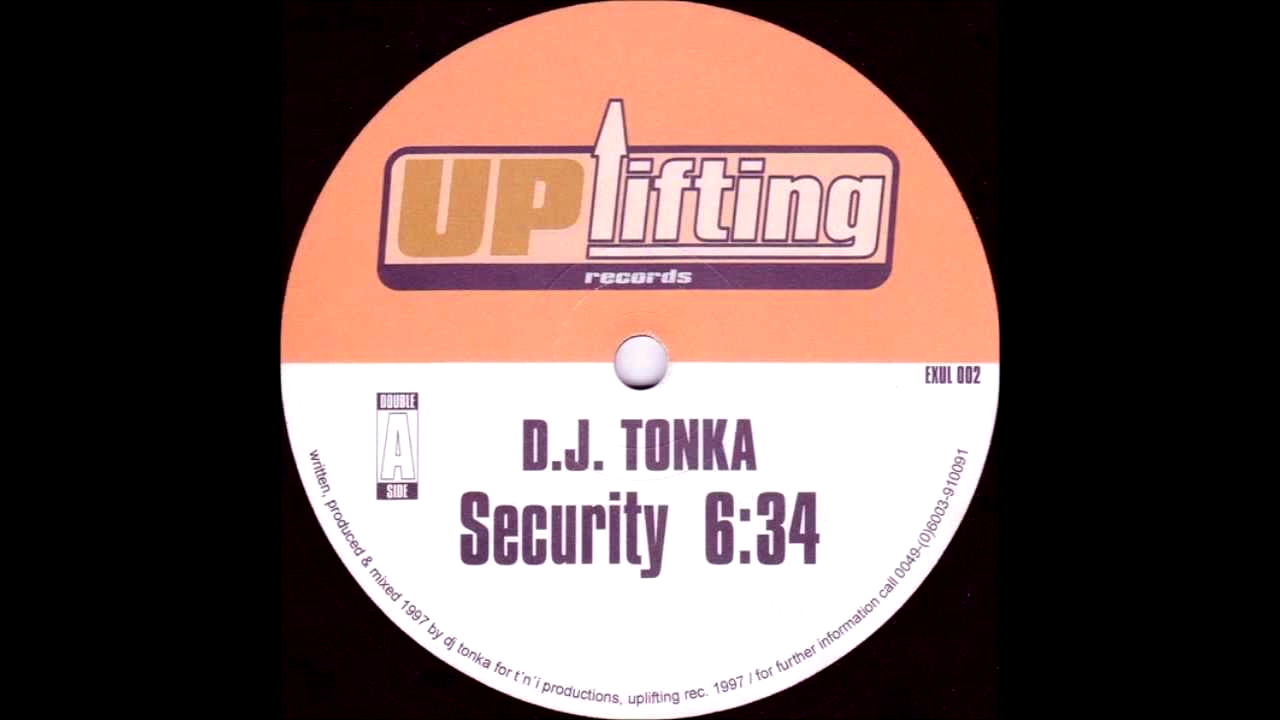 UPlifting
records
EXUL 002
DOUBLE
A
SIDE
D.J. TONKA
Security 6:34
written, produced & mixed 1997 by dj tonka for t´n´i productions, uplifting rec. 1997 / for further information call 0049-(0)6003-910091